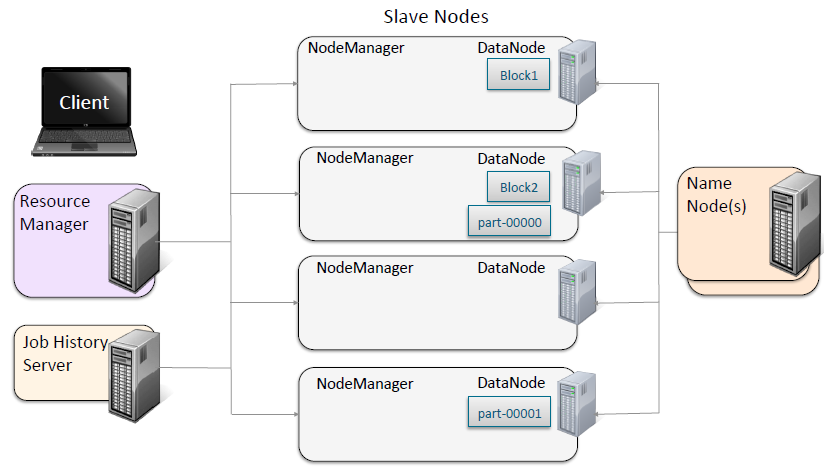 Slave Nodes
NodeManager DataNode
Block1
Client
NodeManager DataNode
Block2
part-00000
Resource
Manager
Name
Node(s)
NodeManager DataNode
Job History
Server
NodeManager DataNode
part-00001